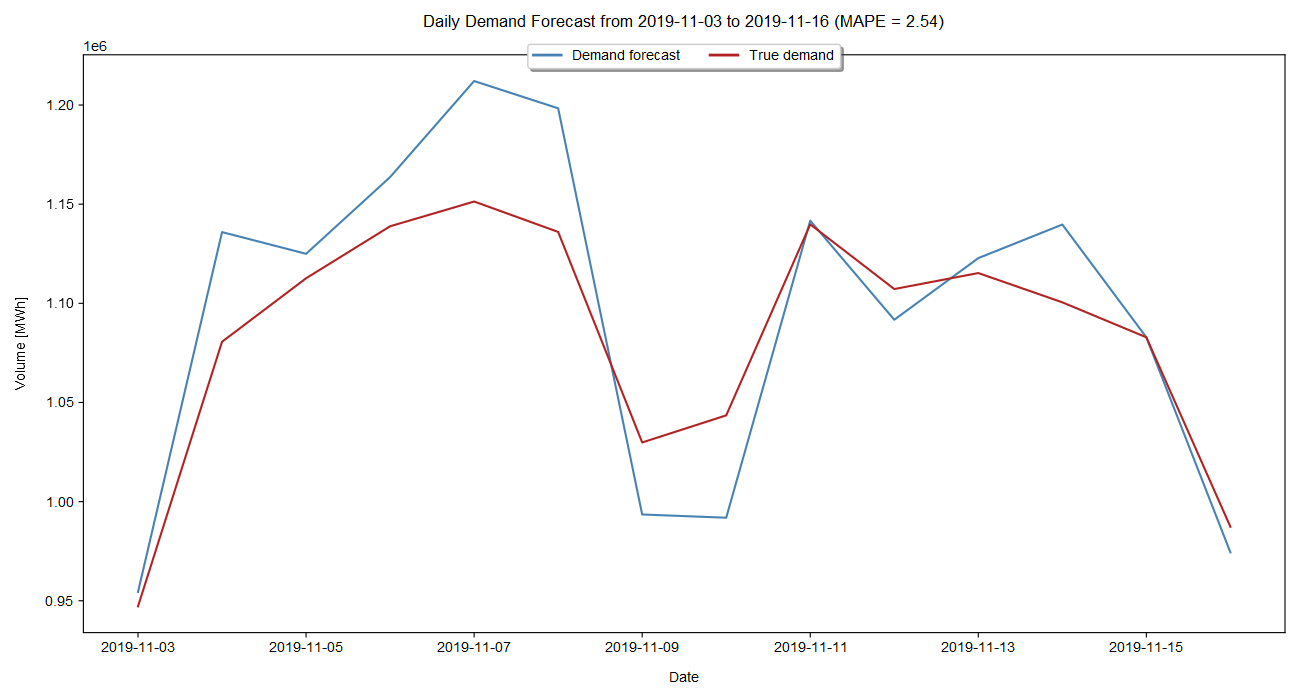 Daily Demand Forecast from 2019-11-03 to 2019-11-16 (MAPE = 2.54)
1e6
Demand forecast
True demand
1.20
1.15
1.10
1.05
1.00
0.95
Volume [MWh]
2019-11-03
2019-11-05
2019-11-07
2019-11-09
2019-11-11
2019-11-13
2019-11-15
Date